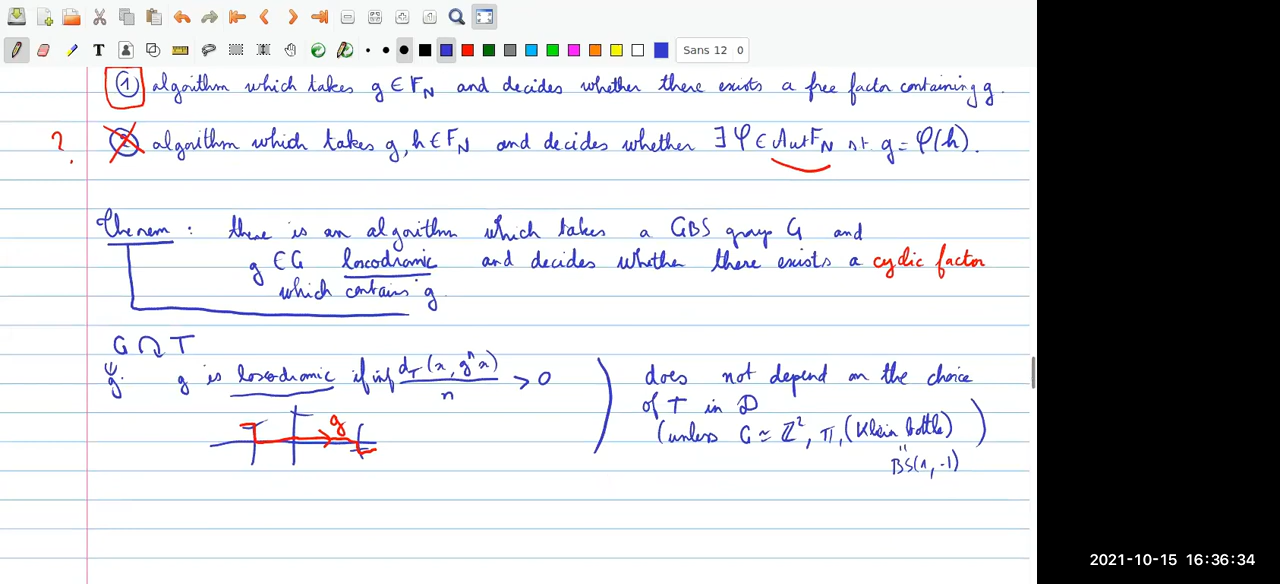 Sans 12 0
① algorithm which takes g ∈ F_N and decides whether there exists a free factor containing g.
? ② algorithm which takes g, h ∈ F_N and decides whether ∃ φ ∈ Aut F_N s.t. g = φ(h).
Theorem : there is an algorithm which takes a GBS group G and
g ∈ G loxodromic and decides whether there exists a cyclic factor
which contains g
G ↷ T
g. g is loxodromic if inf d_T(x, g^n x) / n > 0
g
does not depend on the choice
of T in D
(unless G ≃ Z², π₁(Klein bottle)
BS(1, -1)
2021-10-15 16:36:34